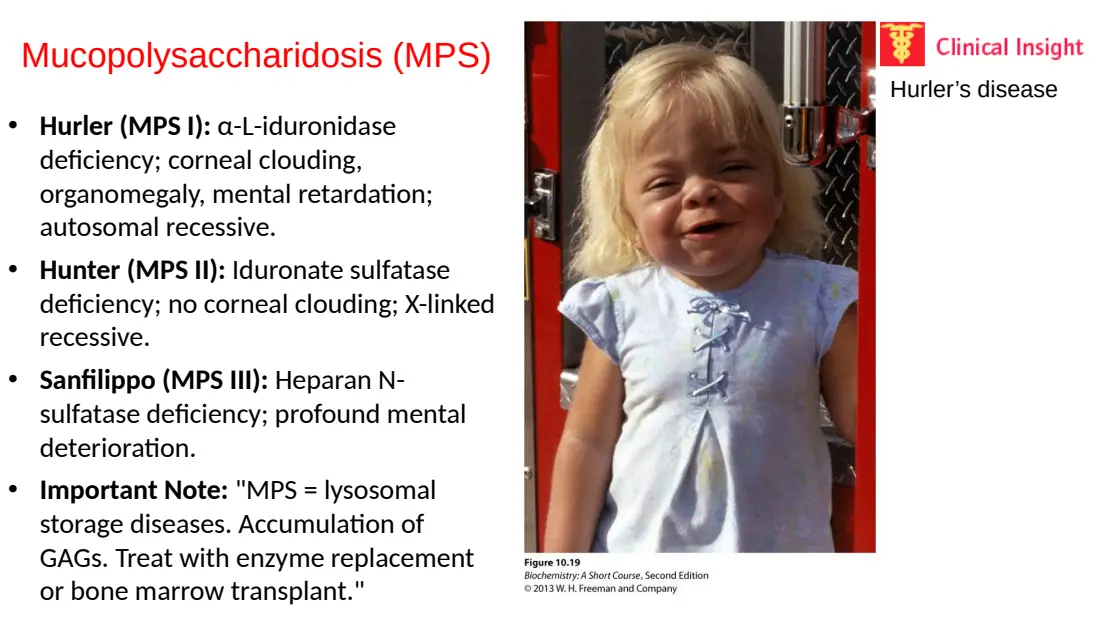 Mucopolysaccharidosis (MPS)
• Hurler (MPS I): α-L-iduronidase
deficiency; corneal clouding,
organomegaly, mental retardation;
autosomal recessive.
• Hunter (MPS II): Iduronate sulfatase
deficiency; no corneal clouding; X-linked
recessive.
• Sanfilippo (MPS III): Heparan N-
sulfatase deficiency; profound mental
deterioration.
• Important Note: "MPS = lysosomal
storage diseases. Accumulation of
GAGs. Treat with enzyme replacement
or bone marrow transplant."
Clinical Insight
Hurler’s disease
Figure 10.19
Biochemistry: A Short Course, Second Edition
© 2013 W. H. Freeman and Company